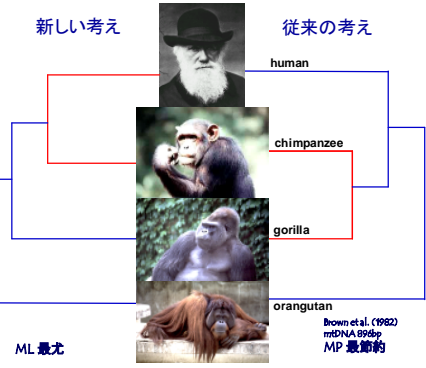 新しい考え
従来の考え
human
chimpanzee
gorilla
orangutan
Brown et al. (1982)
mtDNA 896bp
MP 最節約
ML 最尤